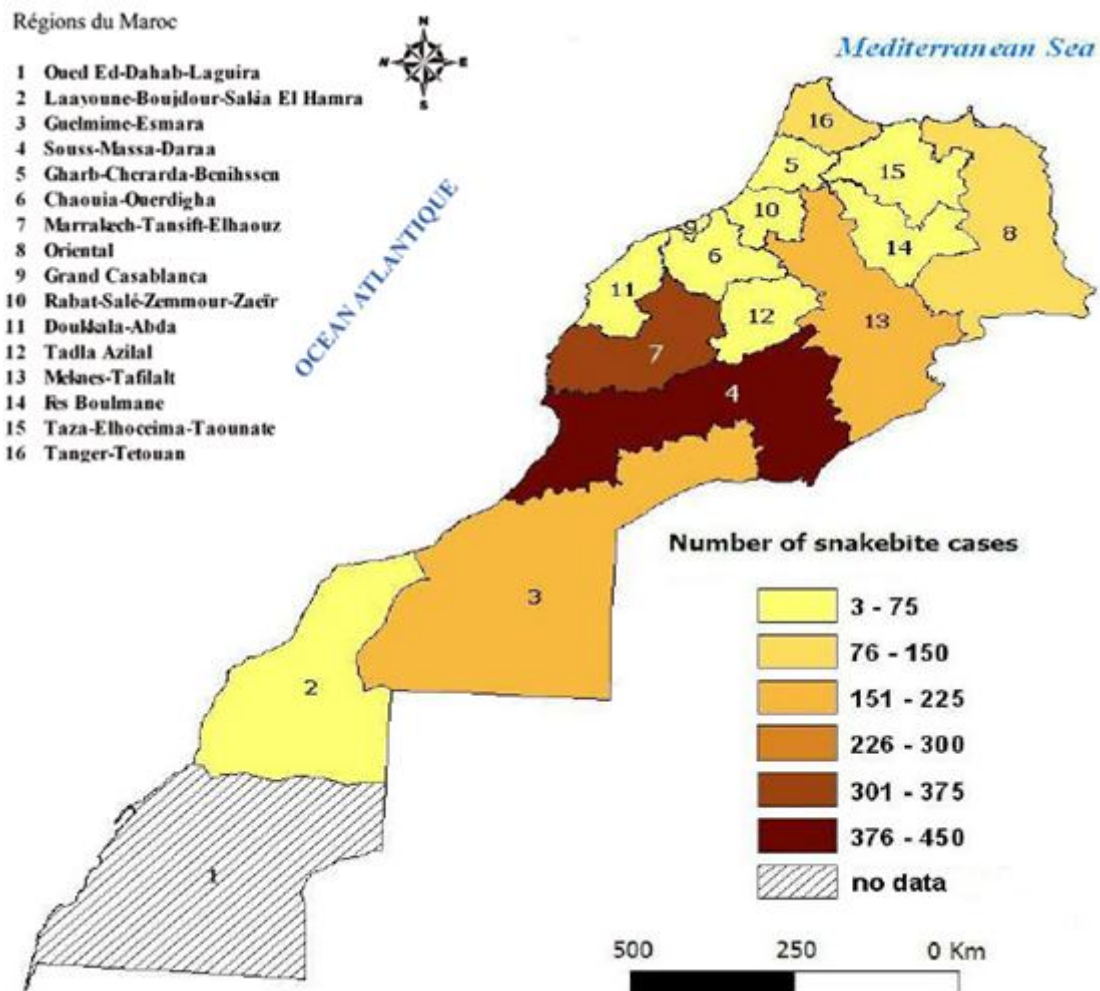 Régions du Maroc
1 Oued Ed-Dahab-Laguira
2 Laayoune-Boujdour-Sakia El Hamra
3 Guelmime-Esmara
4 Souss-Massa-Daraa
5 Gharb-Cherarda-Benihssen
6 Chaouia-Ouerdigha
7 Marrakech-Tansift-Elhaouz
8 Oriental
9 Grand Casablanca
10 Rabat-Salé-Zemmour-Zaeïr
11 Doukkala-Abda
12 Tadla Azilal
13 Meknes-Tafilalt
14 Fes Boulmane
15 Taza-Elhoceima-Taounate
16 Tanger-Tetouan
N
N E
S
Mediterranean Sea
OCEAN ATLANTIQUE
16
5
15
10
9
8
6
14
11
12
13
7
4
3
2
1
Number of snakebite cases
3 - 75
76 - 150
151 - 225
226 - 300
301 - 375
376 - 450
no data
500 250 0 Km